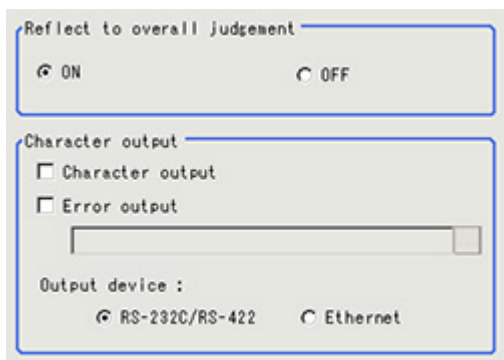 Reflect to overall judgement
ON OFF
Character output
Character output
Error output
...
Output device :
RS-232C/RS-422 Ethernet